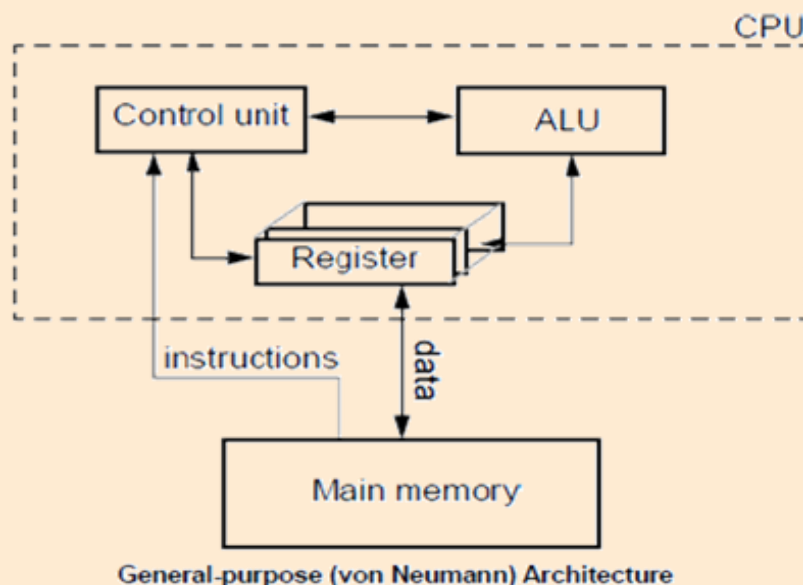 CPU
Control unit
ALU
Register
instructions
data
Main memory
General-purpose (von Neumann) Architecture